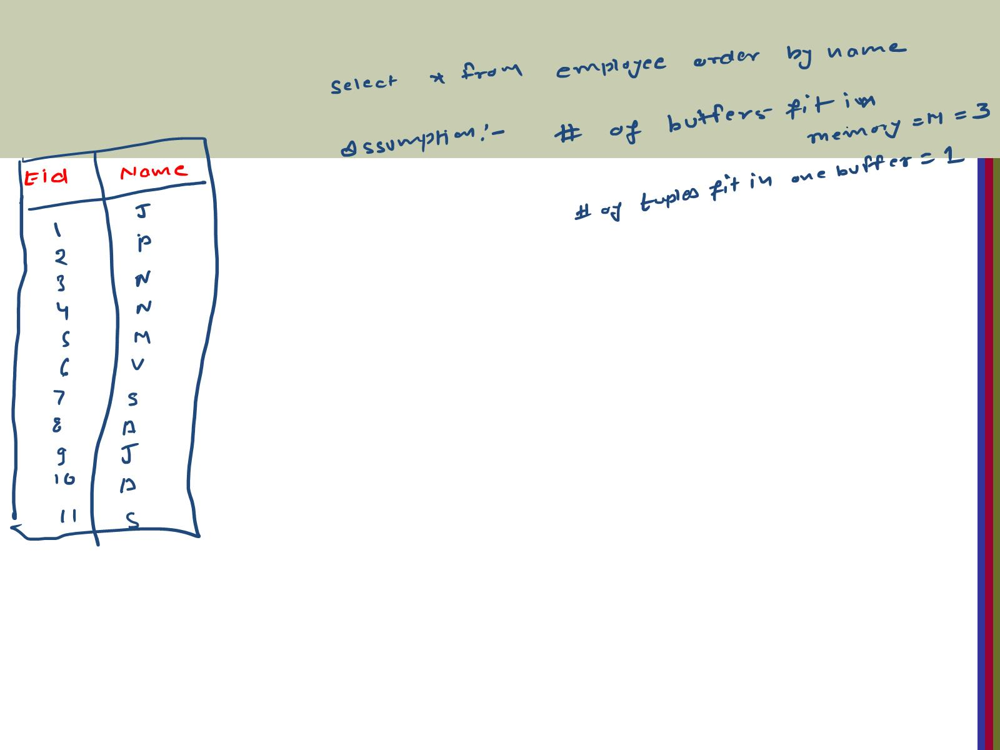 Select * from employee order by name
Assumption:- # of buffers fit in
memory = M = 3
# of tuples fit in one buffer = 1
Eid Name
1 J
2 P
3 N
4 N
5 M
6 V
7 S
8 A
9 J
10 A
11 S